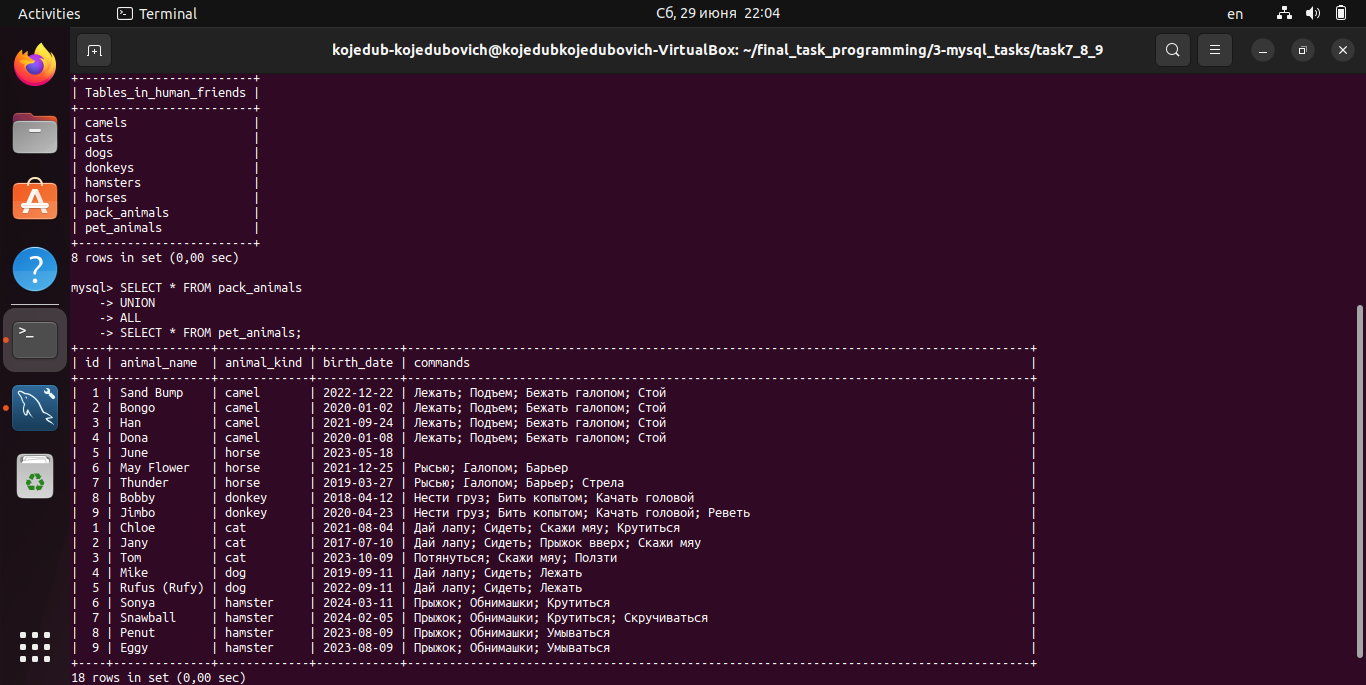 Activities Terminal Сб, 29 июня 22:04 en
kojedub-kojedubovich@kojedubkojedubovich-VirtualBox: ~/final_task_programming/3-mysql_tasks/task7_8_9
+--------------------------+
| Tables_in_human_friends |
+--------------------------+
| camels |
| cats |
| dogs |
| donkeys |
| hamsters |
| horses |
| pack_animals |
| pet_animals |
+--------------------------+
8 rows in set (0,00 sec)
mysql> SELECT * FROM pack_animals
-> UNION
-> ALL
-> SELECT * FROM pet_animals;
+----+--------------+-------------+------------+------------------------------------------------------------------------------------------+
| id | animal_name | animal_kind | birth_date | commands |
+----+--------------+-------------+------------+------------------------------------------------------------------------------------------+
| 1 | Sand Bump | camel | 2022-12-22 | Лежать; Подъем; Бежать галопом; Стой |
| 2 | Bongo | camel | 2020-01-02 | Лежать; Подъем; Бежать галопом; Стой |
| 3 | Han | camel | 2021-09-24 | Лежать; Подъем; Бежать галопом; Стой |
| 4 | Dona | camel | 2020-01-08 | Лежать; Подъем; Бежать галопом; Стой |
| 5 | June | horse | 2023-05-18 | |
| 6 | May Flower | horse | 2021-12-25 | Рысью; Галопом; Барьер |
| 7 | Thunder | horse | 2019-03-27 | Рысью; Галопом; Барьер; Стрела |
| 8 | Bobby | donkey | 2018-04-12 | Нести груз; Бить копытом; Качать головой |
| 9 | Jimbo | donkey | 2020-04-23 | Нести груз; Бить копытом; Качать головой; Реветь |
| 1 | Chloe | cat | 2021-08-04 | Дай лапу; Сидеть; Скажи мяу; Крутиться |
| 2 | Jany | cat | 2017-07-10 | Дай лапу; Сидеть; Прыжок вверх; Скажи мяу |
| 3 | Tom | cat | 2023-10-09 | Потянуться; Скажи мяу; Ползти |
| 4 | Mike | dog | 2019-09-11 | Дай лапу; Сидеть; Лежать |
| 5 | Rufus (Rufy) | dog | 2022-09-11 | Дай лапу; Сидеть; Лежать |
| 6 | Sonya | hamster | 2024-03-11 | Прыжок; Обнимашки; Крутиться |
| 7 | Snawball | hamster | 2024-02-05 | Прыжок; Обнимашки; Крутиться; Скручиваться |
| 8 | Penut | hamster | 2023-08-09 | Прыжок; Обнимашки; Умываться |
| 9 | Eggy | hamster | 2023-08-09 | Прыжок; Обнимашки; Умываться |
+----+--------------+-------------+------------+------------------------------------------------------------------------------------------+
18 rows in set (0,00 sec)